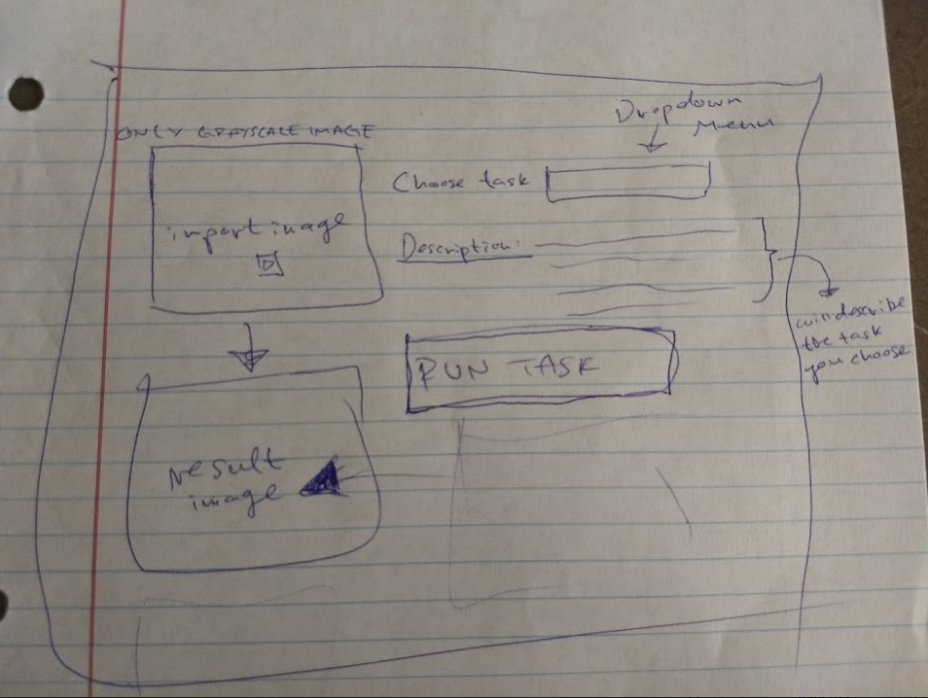 ONLY GRAYSCALE IMAGE
import image
Dropdown
Menu
Choose task
Description:
will describe
the task
you choose
RUN TASK
result
image